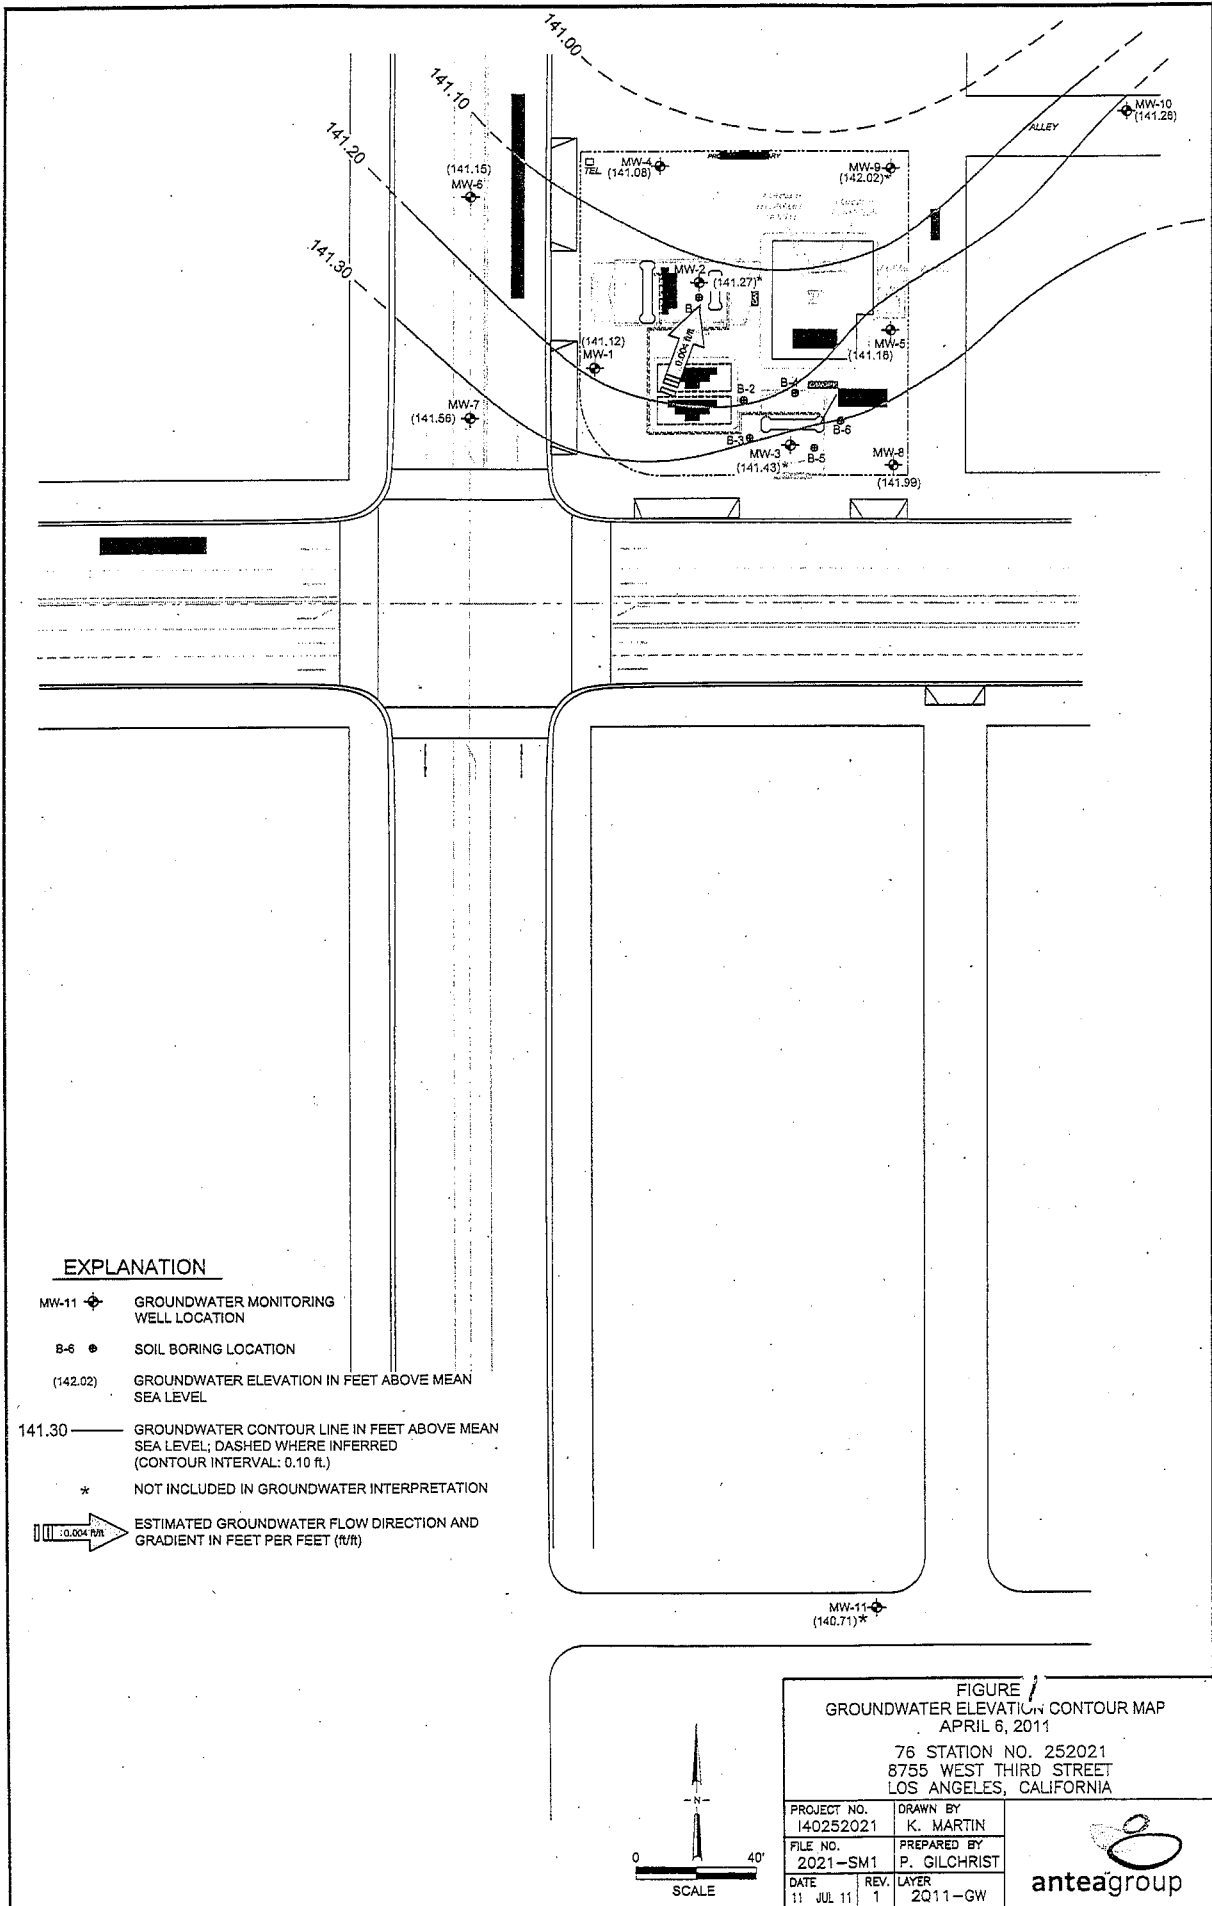 141.00
141.10
141.20
141.30
MW-10
(141.28)
ALLEY
TEL
MW-4
(141.08)
MW-9
(142.02)*
(141.15)
MW-6
MW-2
(141.27)*
B
0.004 ft/ft
(141.12)
MW-1
MW-5
(141.18)
B-2
B-4
MW-7
(141.56)
B-6
B-3
MW-3
(141.43)*
B-5
MW-8
(141.99)
EXPLANATION
MW-11 GROUNDWATER MONITORING
WELL LOCATION
B-6 SOIL BORING LOCATION
(142.02) GROUNDWATER ELEVATION IN FEET ABOVE MEAN
SEA LEVEL
141.30 GROUNDWATER CONTOUR LINE IN FEET ABOVE MEAN
SEA LEVEL; DASHED WHERE INFERRED
(CONTOUR INTERVAL: 0.10 ft.)
* NOT INCLUDED IN GROUNDWATER INTERPRETATION
0.004 ft/ft ESTIMATED GROUNDWATER FLOW DIRECTION AND
GRADIENT IN FEET PER FEET (ft/ft)
MW-11
(140.71)*
-N-
0 40'
SCALE
FIGURE 1
GROUNDWATER ELEVATION CONTOUR MAP
APRIL 6, 2011
76 STATION NO. 252021
8755 WEST THIRD STREET
LOS ANGELES, CALIFORNIA
PROJECT NO.
I40252021
DRAWN BY
K. MARTIN
FILE NO.
2021-SM1
PREPARED BY
P. GILCHRIST
DATE
11 JUL 11
REV.
1
LAYER
2Q11-GW
anteagroup